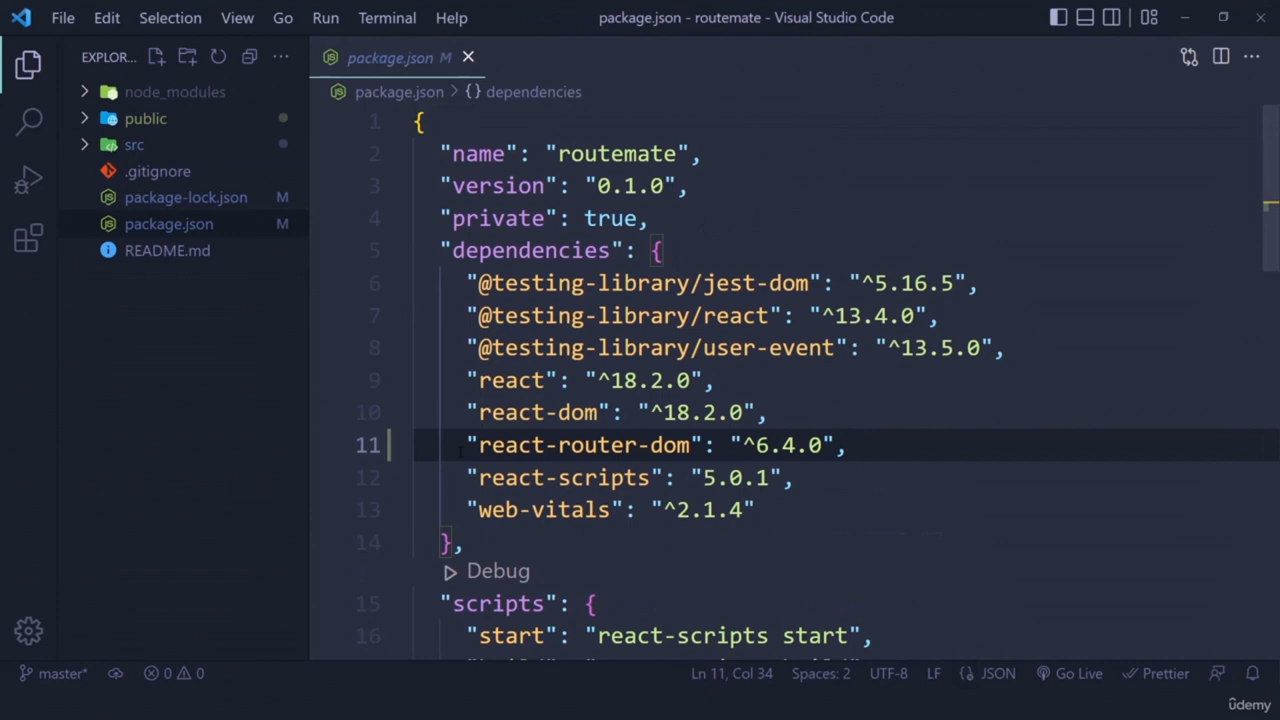 File Edit Selection View Go Run Terminal Help
package.json - routemate - Visual Studio Code
EXPLOR...
node_modules
public
src
.gitignore
package-lock.json M
package.json M
README.md
package.json M
package.json > {} dependencies
1 {
2 "name": "routemate",
3 "version": "0.1.0",
4 "private": true,
5 "dependencies": {
6 "@testing-library/jest-dom": "^5.16.5",
7 "@testing-library/react": "^13.4.0",
8 "@testing-library/user-event": "^13.5.0",
9 "react": "^18.2.0",
10 "react-dom": "^18.2.0",
11 "react-router-dom": "^6.4.0",
12 "react-scripts": "5.0.1",
13 "web-vitals": "^2.1.4"
14 },
Debug
15 "scripts": {
16 "start": "react-scripts start",
master* 0 0 Ln 11, Col 34 Spaces: 2 UTF-8 LF {} JSON Go Live Prettier
ûdemy